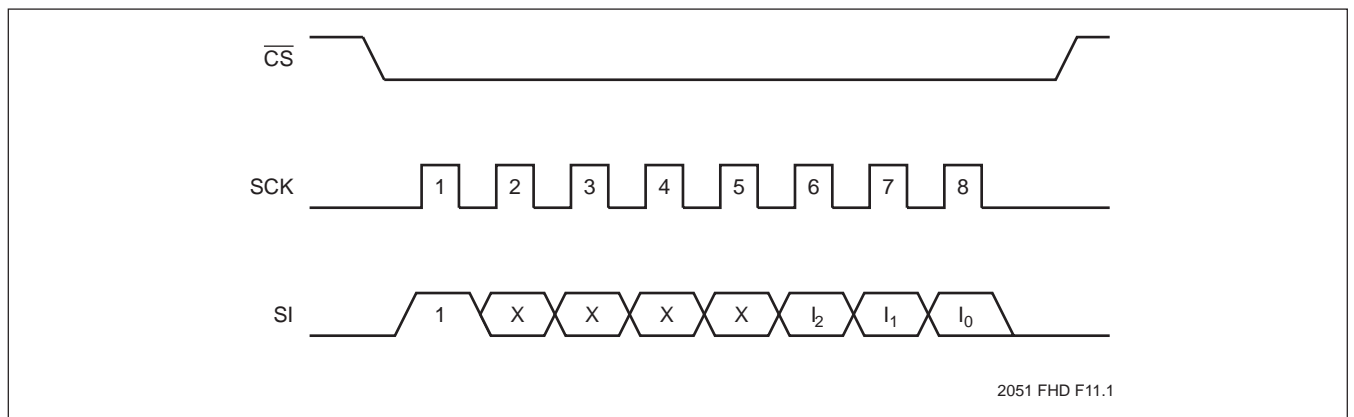 CS
SCK 1 2 3 4 5 6 7 8
SI 1 X X X X I₂ I₁ I₀
2051 FHD F11.1